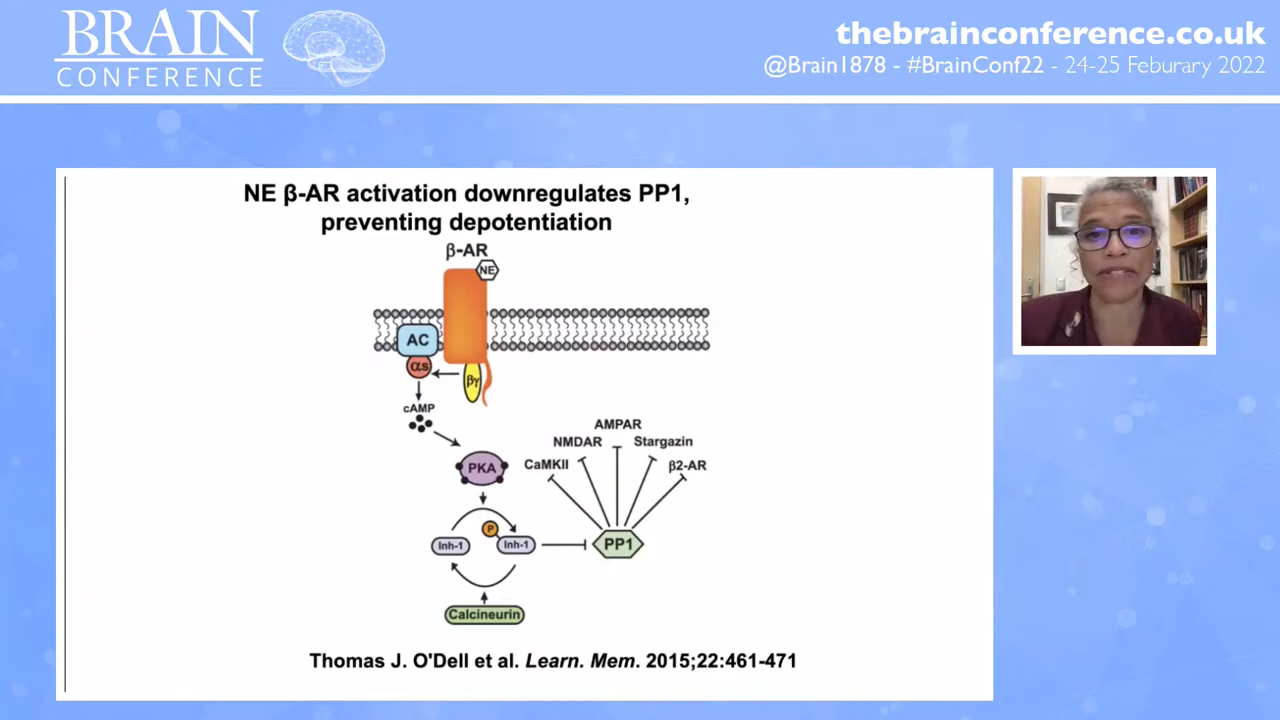 BRAIN
CONFERENCE
thebrainconference.co.uk
@Brain1878 - #BrainConf22 - 24-25 Feburary 2022
NE β-AR activation downregulates PP1,
preventing depotentiation
β-AR
NE
AC
αs
βγ
cAMP
AMPAR
NMDAR
Stargazin
CaMKII
β2-AR
PKA
P
Inh-1
Inh-1
PP1
Calcineurin
Thomas J. O'Dell et al. Learn. Mem. 2015;22:461-471